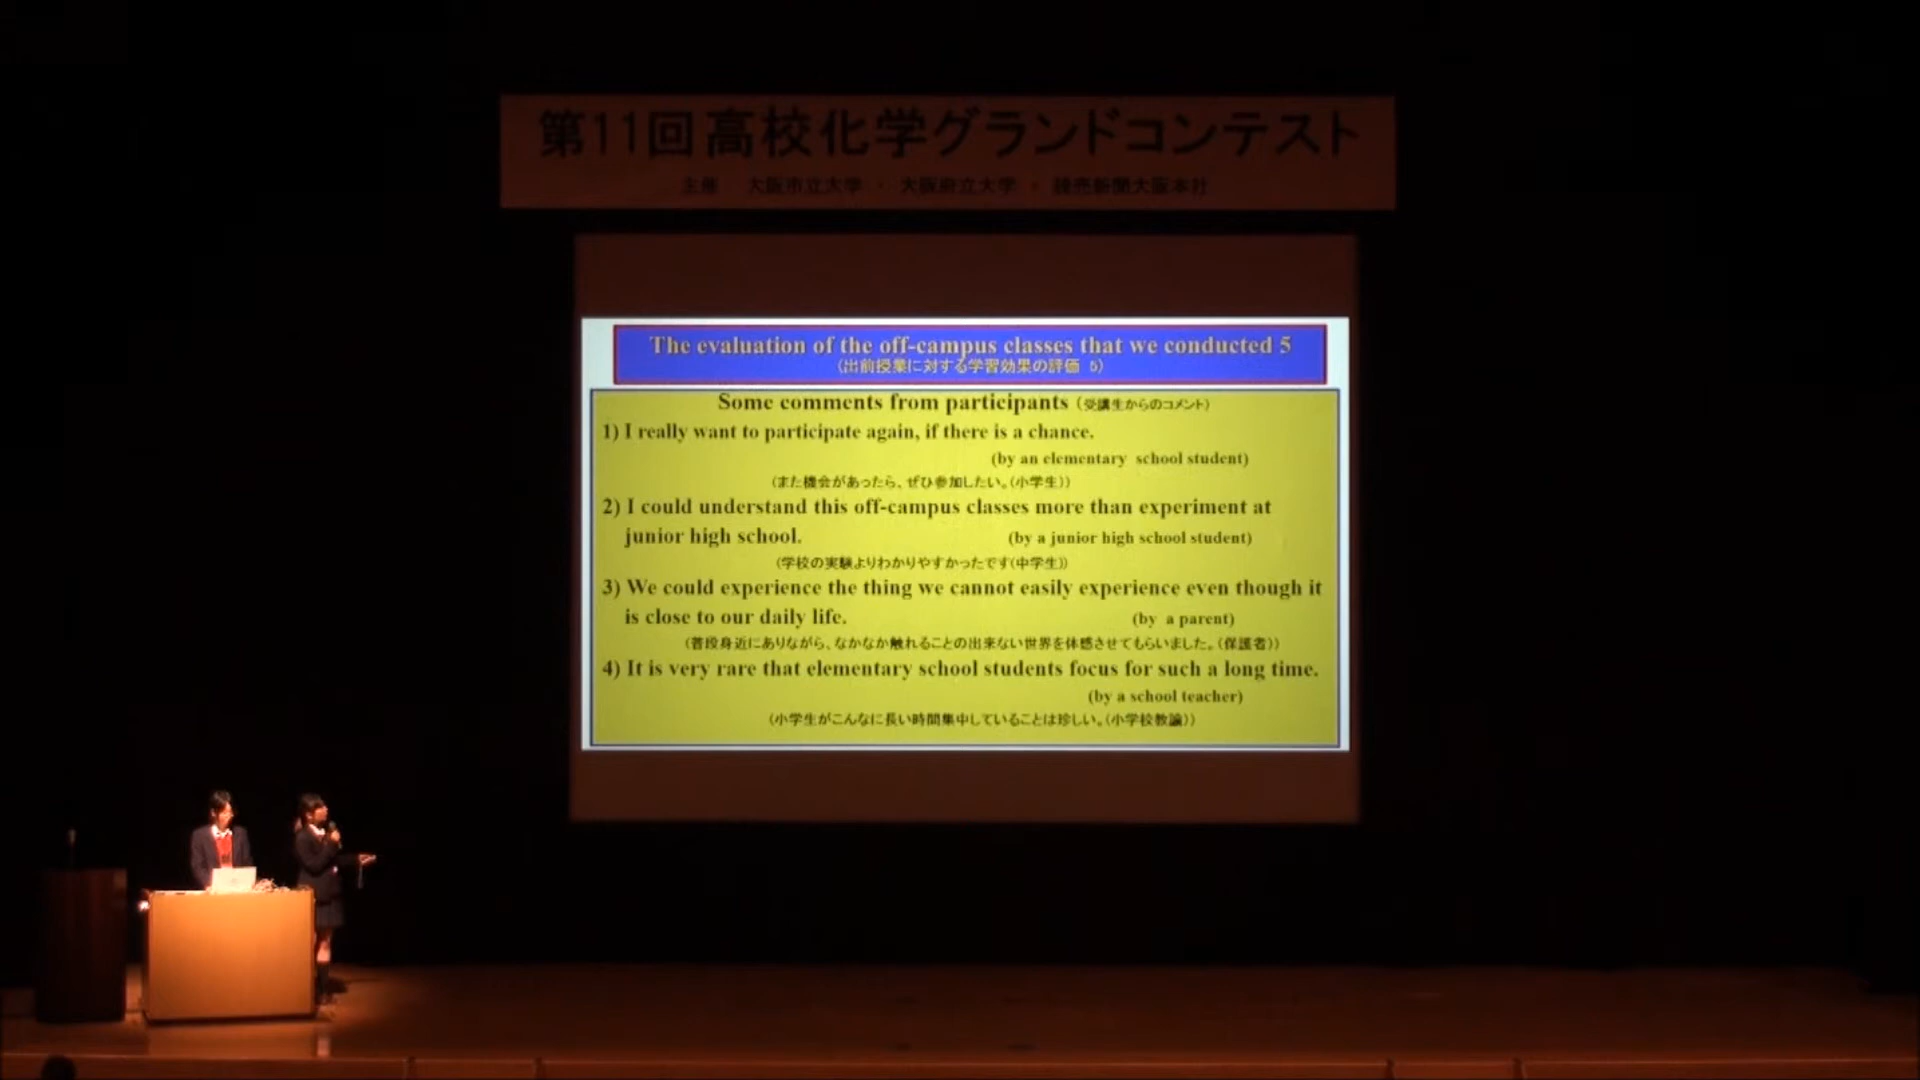 第11回高校化学グランドコンテスト
主催 大阪市立大学 ・ 大阪府立大学 ・ 読売新聞大阪本社
The evaluation of the off-campus classes that we conducted 5
(出前授業に対する学習効果の評価 5)
Some comments from participants (受講生からのコメント)
1) I really want to participate again, if there is a chance.
(by an elementary school student)
(また機会があったら、ぜひ参加したい。(小学生))
2) I could understand this off-campus classes more than experiment at
junior high school. (by a junior high school student)
(学校の実験よりわかりやすかったです(中学生))
3) We could experience the thing we cannot easily experience even though it
is close to our daily life. (by a parent)
(普段身近にありながら、なかなか触れることの出来ない世界を体感させてもらいました。(保護者))
4) It is very rare that elementary school students focus for such a long time.
(by a school teacher)
(小学生がこんなに長い時間集中していることは珍しい。(小学校教諭))